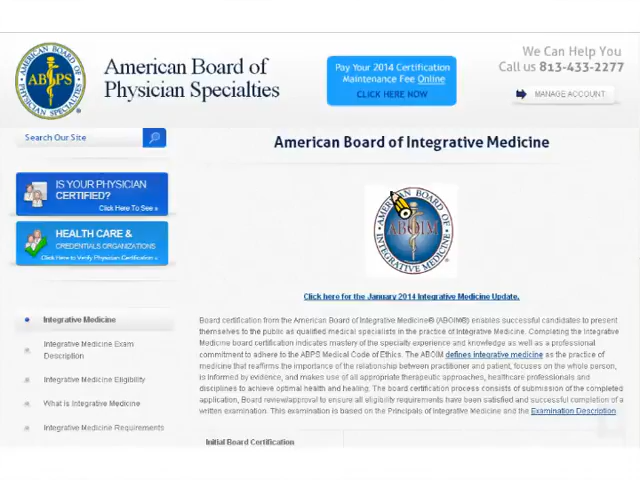 AMERICAN BOARD OF
ABPS
PHYSICIAN SPECIALTIES
American Board of
Physician Specialties
Pay Your 2014 Certification
Maintenance Fee Online
CLICK HERE NOW
We Can Help You
Call us 813-433-2277
MANAGE ACCOUNT
Search Our Site
IS YOUR PHYSICIAN
CERTIFIED?
Click Here To See »
HEALTH CARE &
CREDENTIALS ORGANIZATIONS
Click Here to Verify Physician Certification »
Integrative Medicine
Integrative Medicine Exam
Description
Integrative Medicine Eligibility
What is Integrative Medicine
Integrative Medicine Requirements
American Board of Integrative Medicine
AMERICAN BOARD OF
ABOIM
INTEGRATIVE MEDICINE
Click here for the January 2014 Integrative Medicine Update.
Board certification from the American Board of Integrative Medicine® (ABOIM®) enables successful candidates to present
themselves to the public as qualified medical specialists in the practice of Integrative Medicine. Completing the Integrative
Medicine board certification indicates mastery of the specialty experience and knowledge as well as a professional
commitment to adhere to the ABPS Medical Code of Ethics. The ABOIM defines integrative medicine as the practice of
medicine that reaffirms the importance of the relationship between practitioner and patient, focuses on the whole person,
is informed by evidence, and makes use of all appropriate therapeutic approaches, healthcare professionals and
disciplines to achieve optimal health and healing. The board certification process consists of submission of the completed
application, Board review/approval to ensure all eligibility requirements have been satisfied and successful completion of a
written examination. This examination is based on the Principals of Integrative Medicine and the Examination Description.
Initial Board Certification